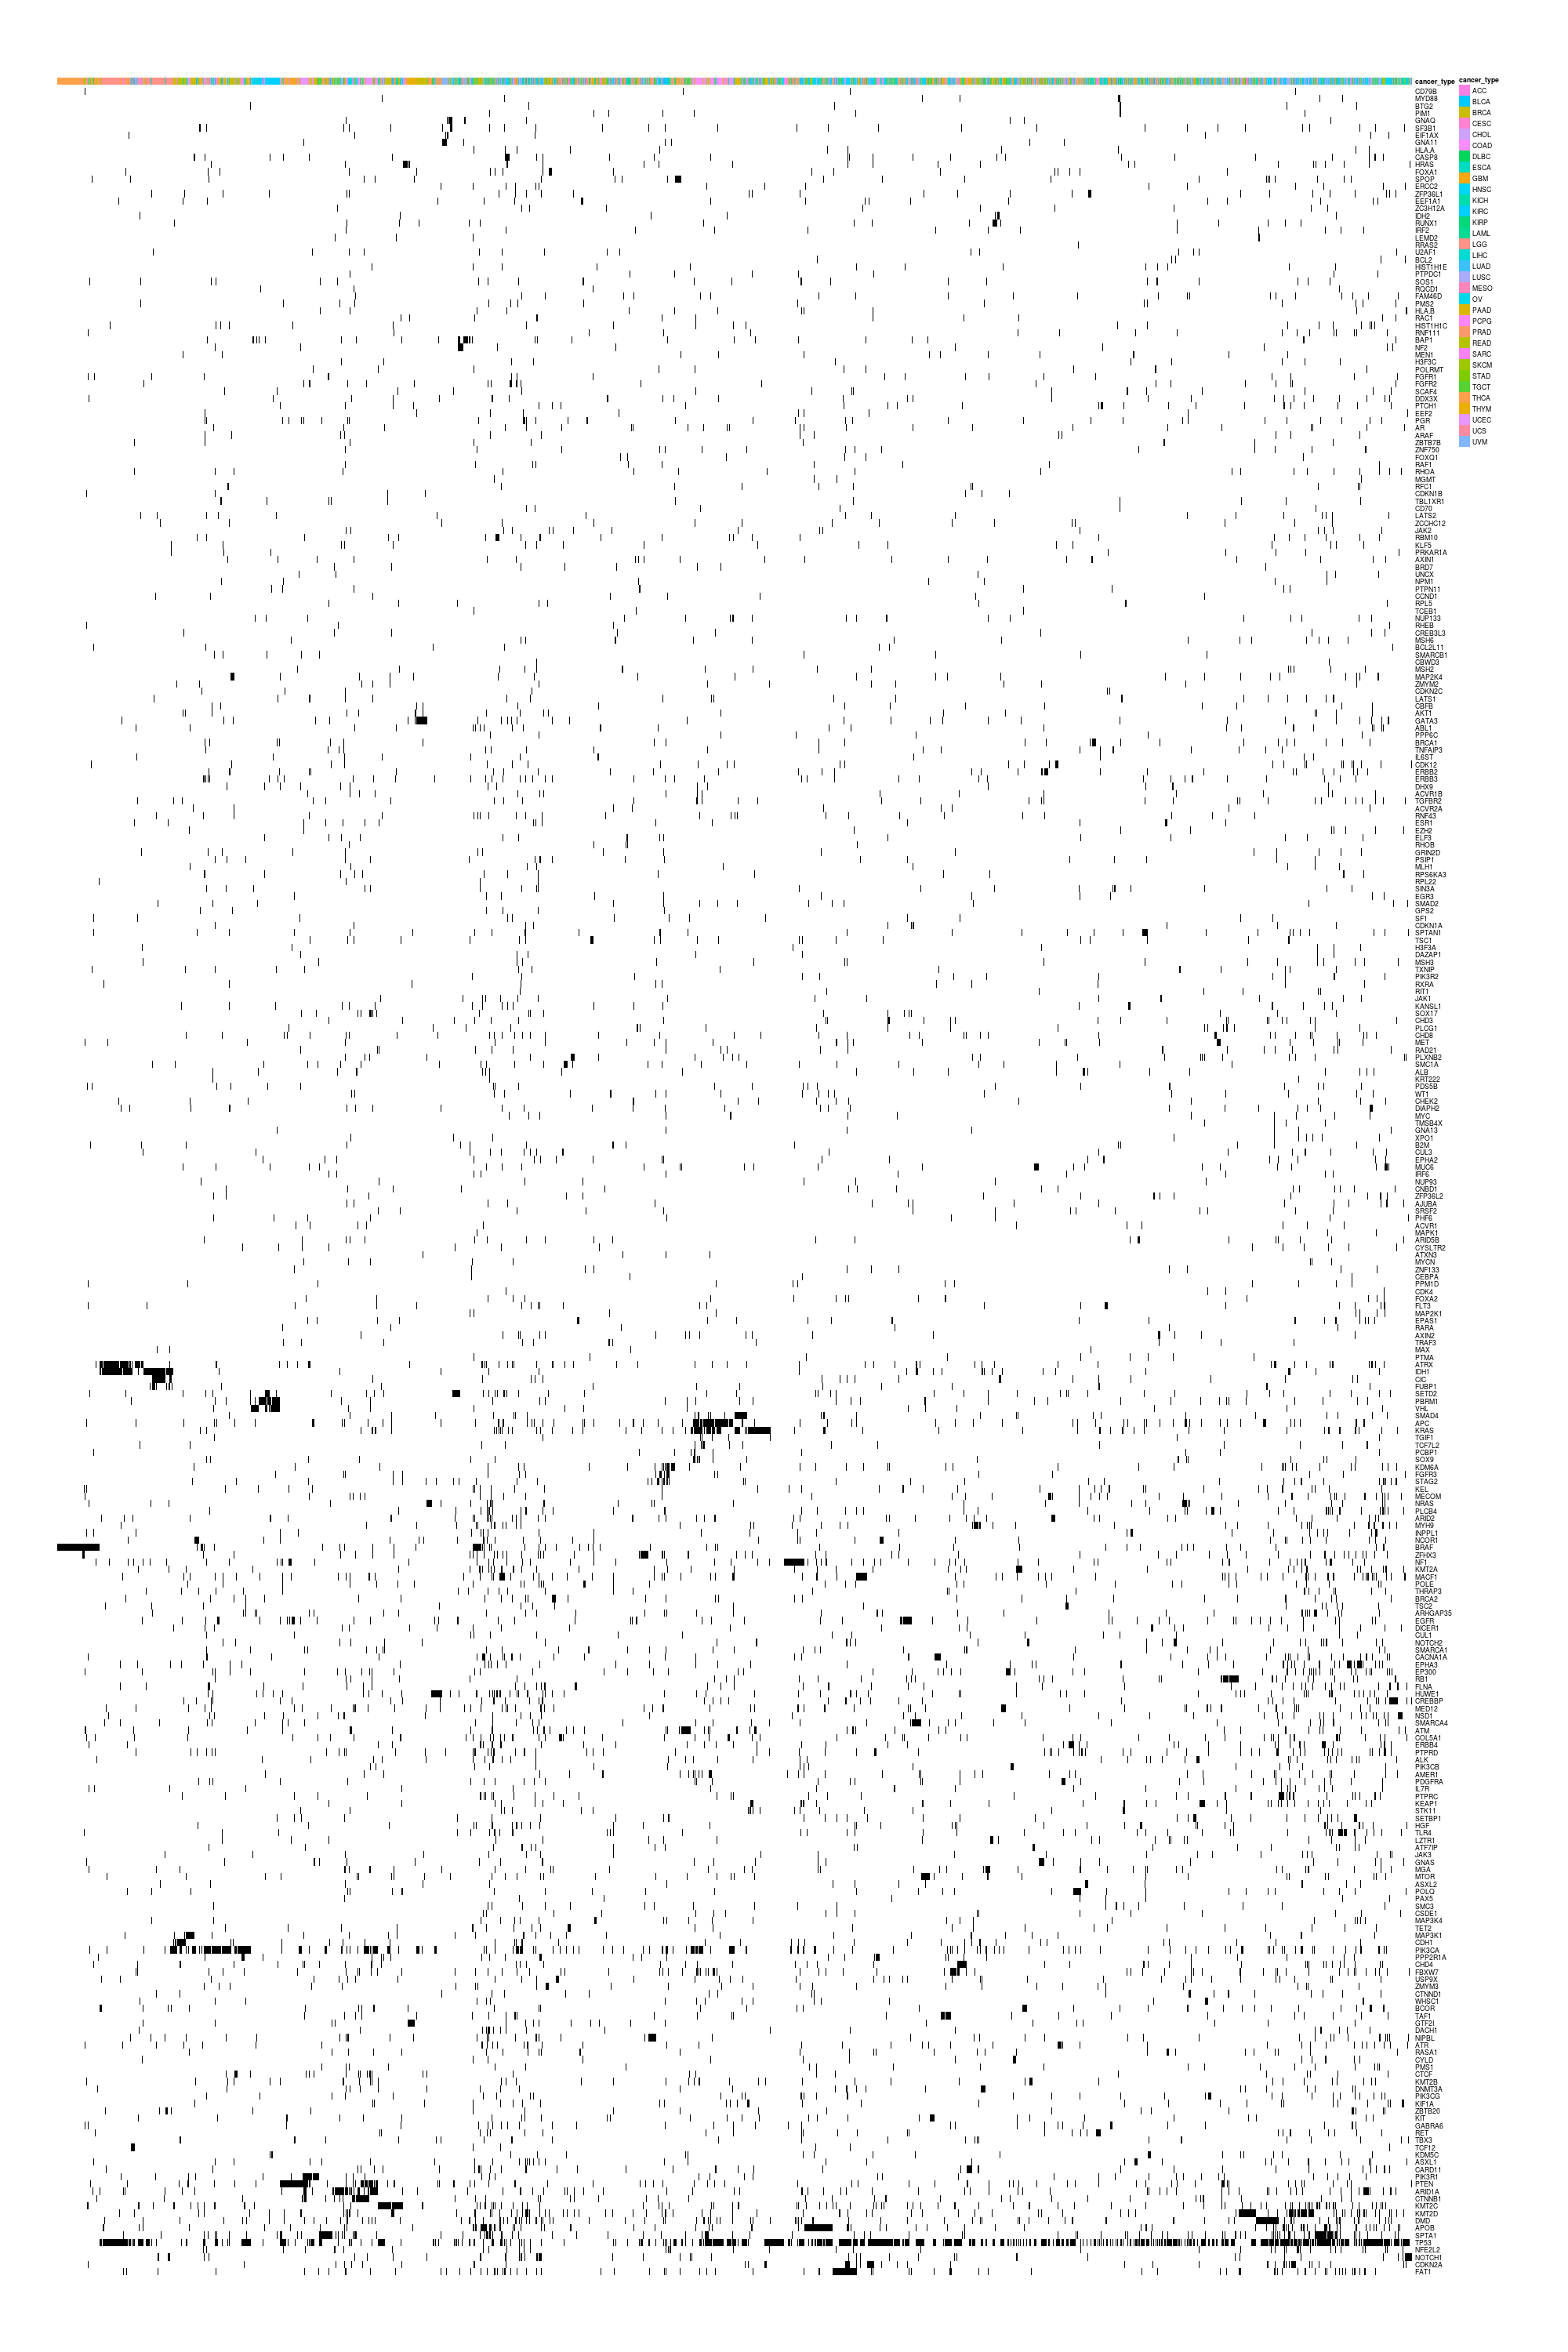 cancer_type cancer_type
CD79B
MYD88
BTG2
PIM1
GNAQ
SF3B1
EIF1AX
GNA11
HLA.A
CASP8
HRAS
FOXA1
SPOP
ERCC2
ZFP36L1
EEF1A1
ZC3H12A
IDH2
RUNX1
IRF2
LEMD2
RRAS2
U2AF1
BCL2
HIST1H1E
PTPDC1
SOS1
RQCD1
FAM46D
PMS2
HLA.B
RAC1
HIST1H1C
RNF111
BAP1
NF2
MEN1
H3F3C
POLRMT
FGFR1
FGFR2
SCAF4
DDX3X
PTCH1
EEF2
PGR
AR
ARAF
ZBTB7B
ZNF750
FOXQ1
RAF1
RHOA
MGMT
RFC1
CDKN1B
TBL1XR1
CD70
LATS2
ZCCHC12
JAK2
RBM10
KLF5
PRKAR1A
AXIN1
BRD7
UNCX
NPM1
PTPN11
CCND1
RPL5
TCEB1
NUP133
RHEB
CREB3L3
MSH6
BCL2L11
SMARCB1
CBWD3
MSH2
MAP2K4
ZMYM2
CDKN2C
LATS1
CBFB
AKT1
GATA3
ABL1
PPP6C
BRCA1
TNFAIP3
IL6ST
CDK12
ERBB2
ERBB3
DHX9
ACVR1B
TGFBR2
ACVR2A
RNF43
ESR1
EZH2
ELF3
RHOB
GRIN2D
PSIP1
MLH1
RPS6KA3
RPL22
SIN3A
EGR3
SMAD2
GPS2
SF1
CDKN1A
SPTAN1
TSC1
H3F3A
DAZAP1
MSH3
TXNIP
PIK3R2
RXRA
RIT1
JAK1
KANSL1
SOX17
CHD3
PLCG1
CHD8
MET
RAD21
PLXNB2
SMC1A
ALB
KRT222
PDS5B
WT1
CHEK2
DIAPH2
MYC
TMSB4X
GNA13
XPO1
B2M
CUL3
EPHA2
MUC6
IRF6
NUP93
CNBD1
ZFP36L2
AJUBA
SRSF2
PHF6
ACVR1
MAPK1
ARID5B
CYSLTR2
ATXN3
MYCN
ZNF133
CEBPA
PPM1D
CDK4
FOXA2
FLT3
MAP2K1
EPAS1
RARA
AXIN2
TRAF3
MAX
PTMA
ATRX
IDH1
CIC
FUBP1
SETD2
PBRM1
VHL
SMAD4
APC
KRAS
TGIF1
TCF7L2
PCBP1
SOX9
KDM6A
FGFR3
STAG2
KEL
MECOM
NRAS
PLCB4
ARID2
MYH9
INPPL1
NCOR1
BRAF
ZFHX3
NF1
KMT2A
MACF1
POLE
THRAP3
BRCA2
TSC2
ARHGAP35
EGFR
DICER1
CUL1
NOTCH2
SMARCA1
CACNA1A
EPHA3
EP300
RB1
FLNA
HUWE1
CREBBP
MED12
NSD1
SMARCA4
ATM
COL5A1
ERBB4
PTPRD
ALK
PIK3CB
AMER1
PDGFRA
IL7R
PTPRC
KEAP1
STK11
SETBP1
HGF
TLR4
LZTR1
ATF7IP
JAK3
GNAS
MGA
MTOR
ASXL2
POLQ
PAX5
SMC3
CSDE1
MAP3K4
TET2
MAP3K1
CDH1
PIK3CA
PPP2R1A
CHD4
FBXW7
USP9X
ZMYM3
CTNND1
WHSC1
BCOR
TAF1
GTF2I
DACH1
NIPBL
ATR
RASA1
CYLD
PMS1
CTCF
KMT2B
DNMT3A
PIK3CG
KIF1A
ZBTB20
KIT
GABRA6
RET
TBX3
TCF12
KDM5C
ASXL1
CARD11
PIK3R1
PTEN
ARID1A
CTNNB1
KMT2C
KMT2D
DMD
APOB
SPTA1
TP53
NFE2L2
NOTCH1
CDKN2A
FAT1
ACC
BLCA
BRCA
CESC
CHOL
COAD
DLBC
ESCA
GBM
HNSC
KICH
KIRC
KIRP
LAML
LGG
LIHC
LUAD
LUSC
MESO
OV
PAAD
PCPG
PRAD
READ
SARC
SKCM
STAD
TGCT
THCA
THYM
UCEC
UCS
UVM